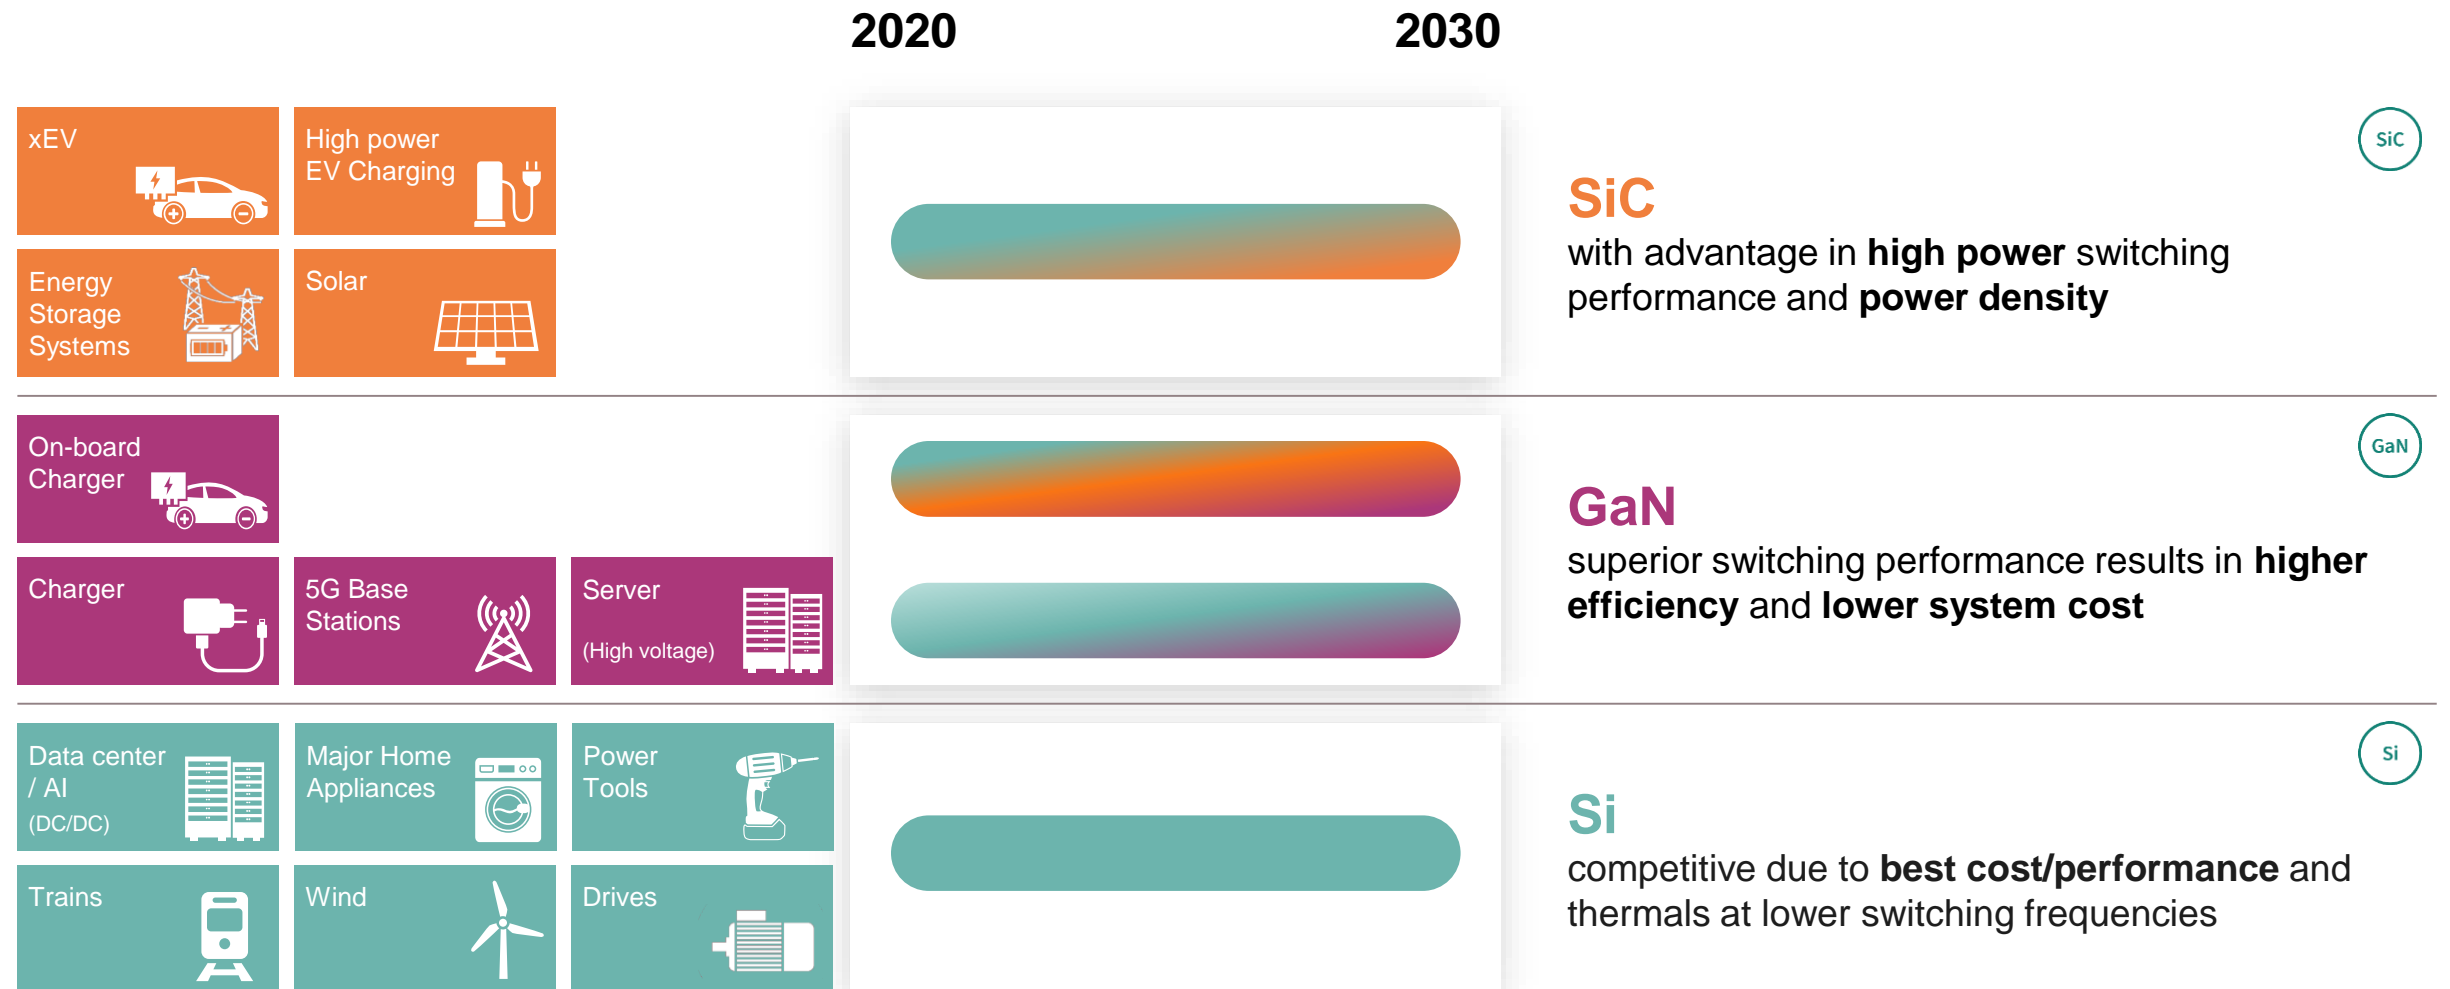 2020
2030
xEV
High power
EV Charging
Energy
Storage
Systems
Solar
SiC
SiC
with advantage in high power switching
performance and power density
On-board
Charger
Charger
5G Base
Stations
Server
(High voltage)
GaN
GaN
superior switching performance results in higher
efficiency and lower system cost
Data center
/ AI
(DC/DC)
Major Home
Appliances
Power
Tools
Trains
Wind
Drives
Si
Si
competitive due to best cost/performance and
thermals at lower switching frequencies